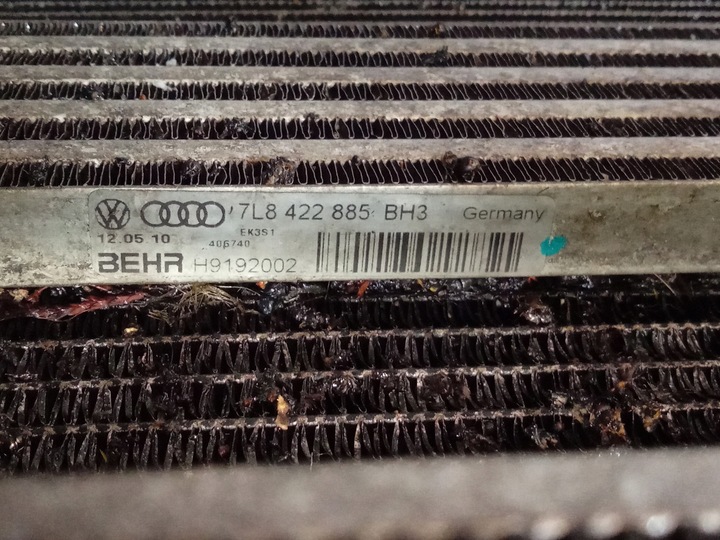 7L8 422 885 BH3 Germany
12.05.10 EK3S1
406740
BEHR H9192002